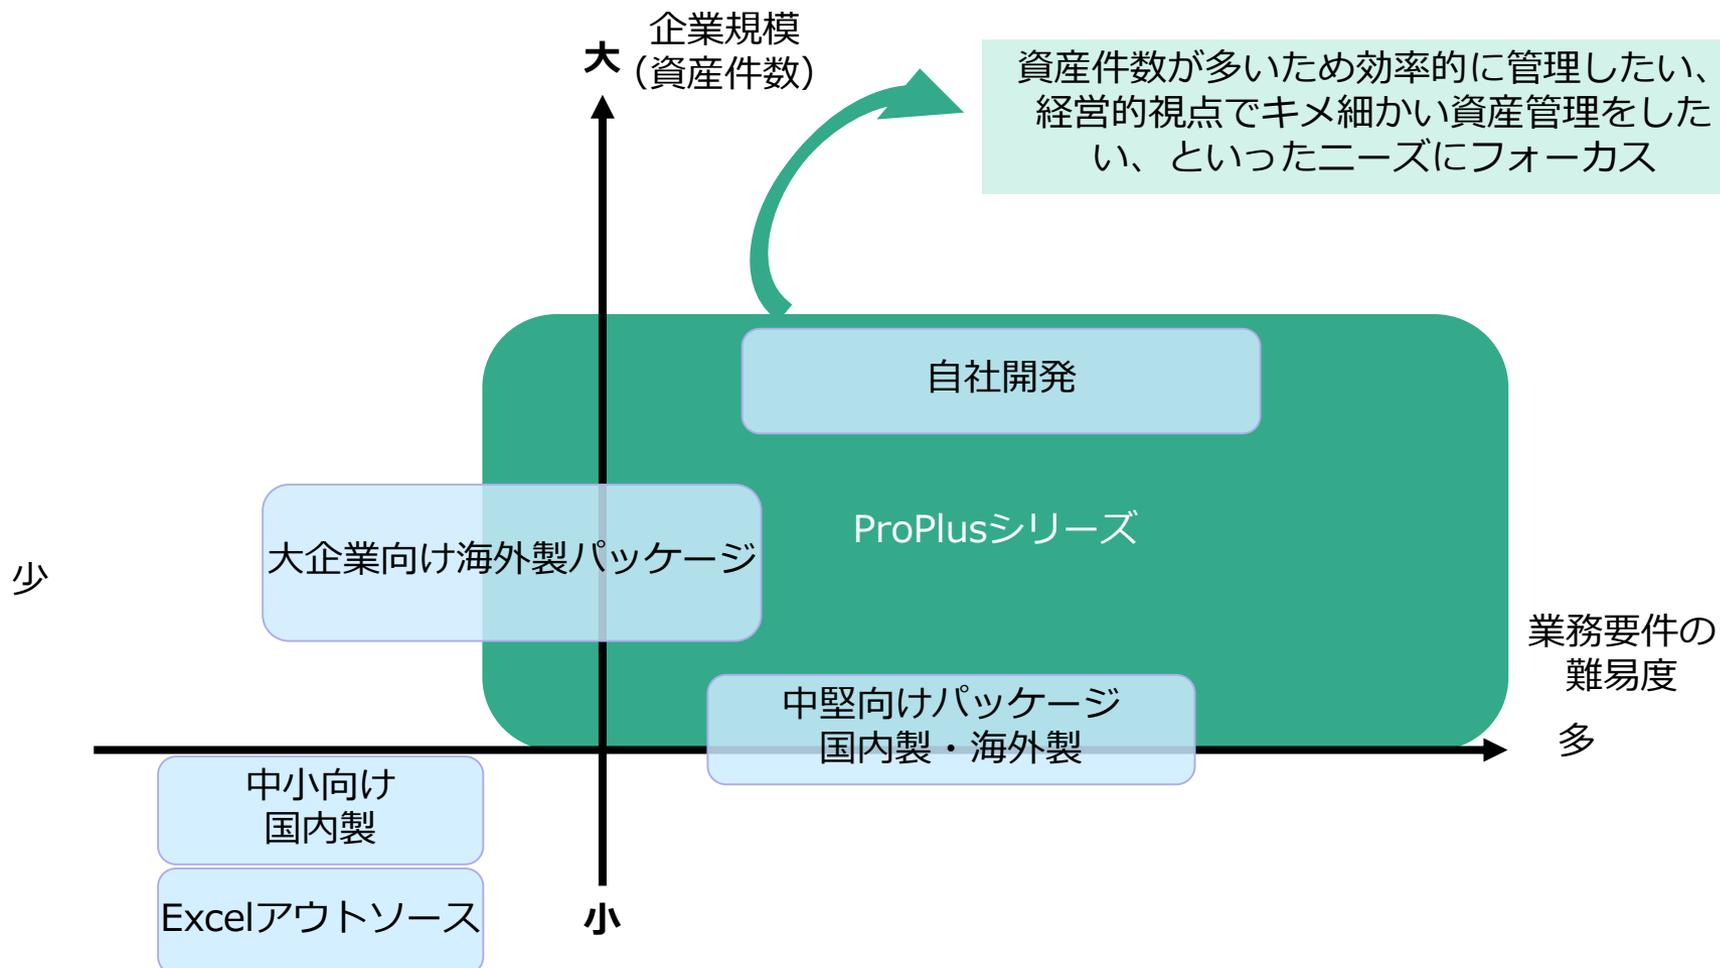 企業規模
大
（資産件数）
資産件数が多いため効率的に管理したい、
経営的視点でキメ細かい資産管理をした
い、といったニーズにフォーカス
自社開発
ProPlusシリーズ
大企業向け海外製パッケージ
少
業務要件の
難易度
多
中堅向けパッケージ
国内製・海外製
中小向け
国内製
Excelアウトソース
小